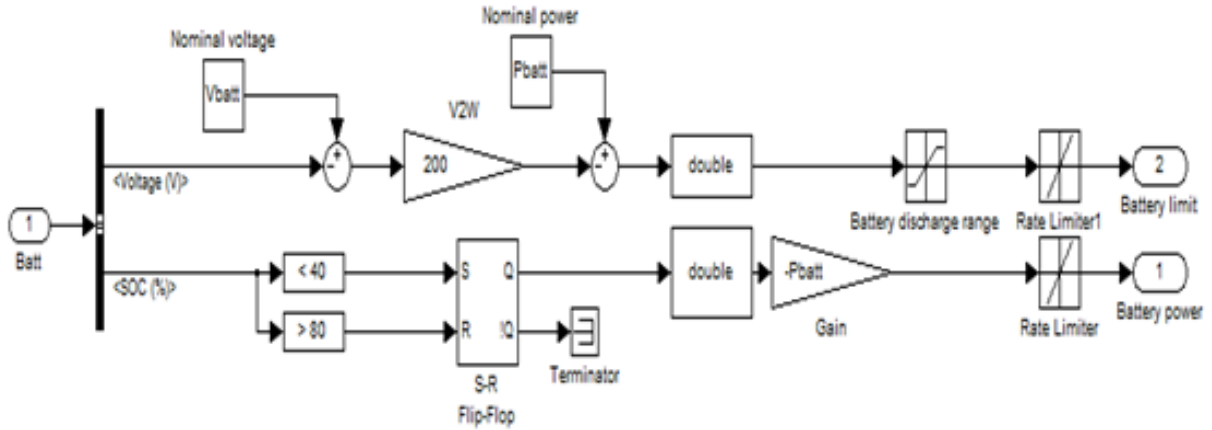 Nominal power
Nominal voltage
Pbatt
Vbatt
V2W
-
+
200
-
+
double
2
<Voltage (V)>
Battery discharge range
Rate Limiter1
Battery limit
1
Batt
<SOC (%)>
< 40
S
Q
double
-Pbatt
1
> 80
R
!Q
Gain
Rate Limiter
Battery power
Terminator
S-R
Flip-Flop